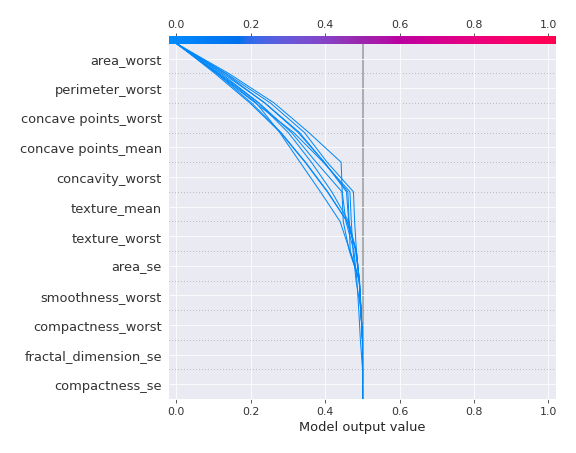 0.0 0.2 0.4 0.6 0.8 1.0
area_worst
perimeter_worst
concave points_worst
concave points_mean
concavity_worst
texture_mean
texture_worst
area_se
smoothness_worst
compactness_worst
fractal_dimension_se
compactness_se
0.0 0.2 0.4 0.6 0.8 1.0
Model output value